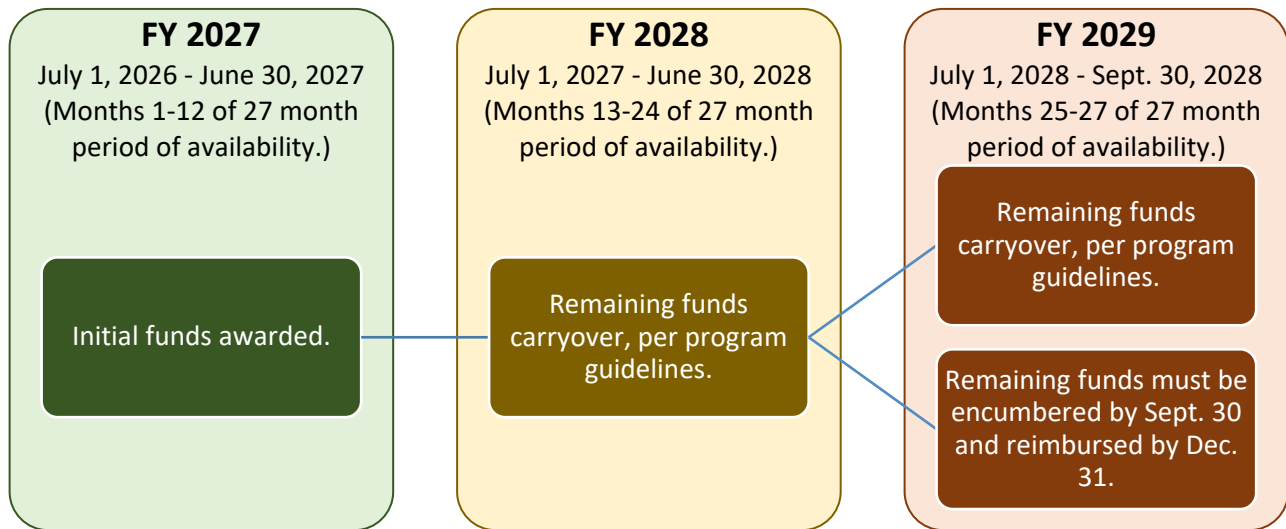 FY 2027
July 1, 2026 - June 30, 2027
(Months 1-12 of 27 month
period of availability.)
Initial funds awarded.
FY 2028
July 1, 2027 - June 30, 2028
(Months 13-24 of 27 month
period of availability.)
Remaining funds
carryover, per program
guidelines.
FY 2029
July 1, 2028 - Sept. 30, 2028
(Months 25-27 of 27 month
period of availability.)
Remaining funds
carryover, per program
guidelines.
Remaining funds must be
encumbered by Sept. 30
and reimbursed by Dec.
31.